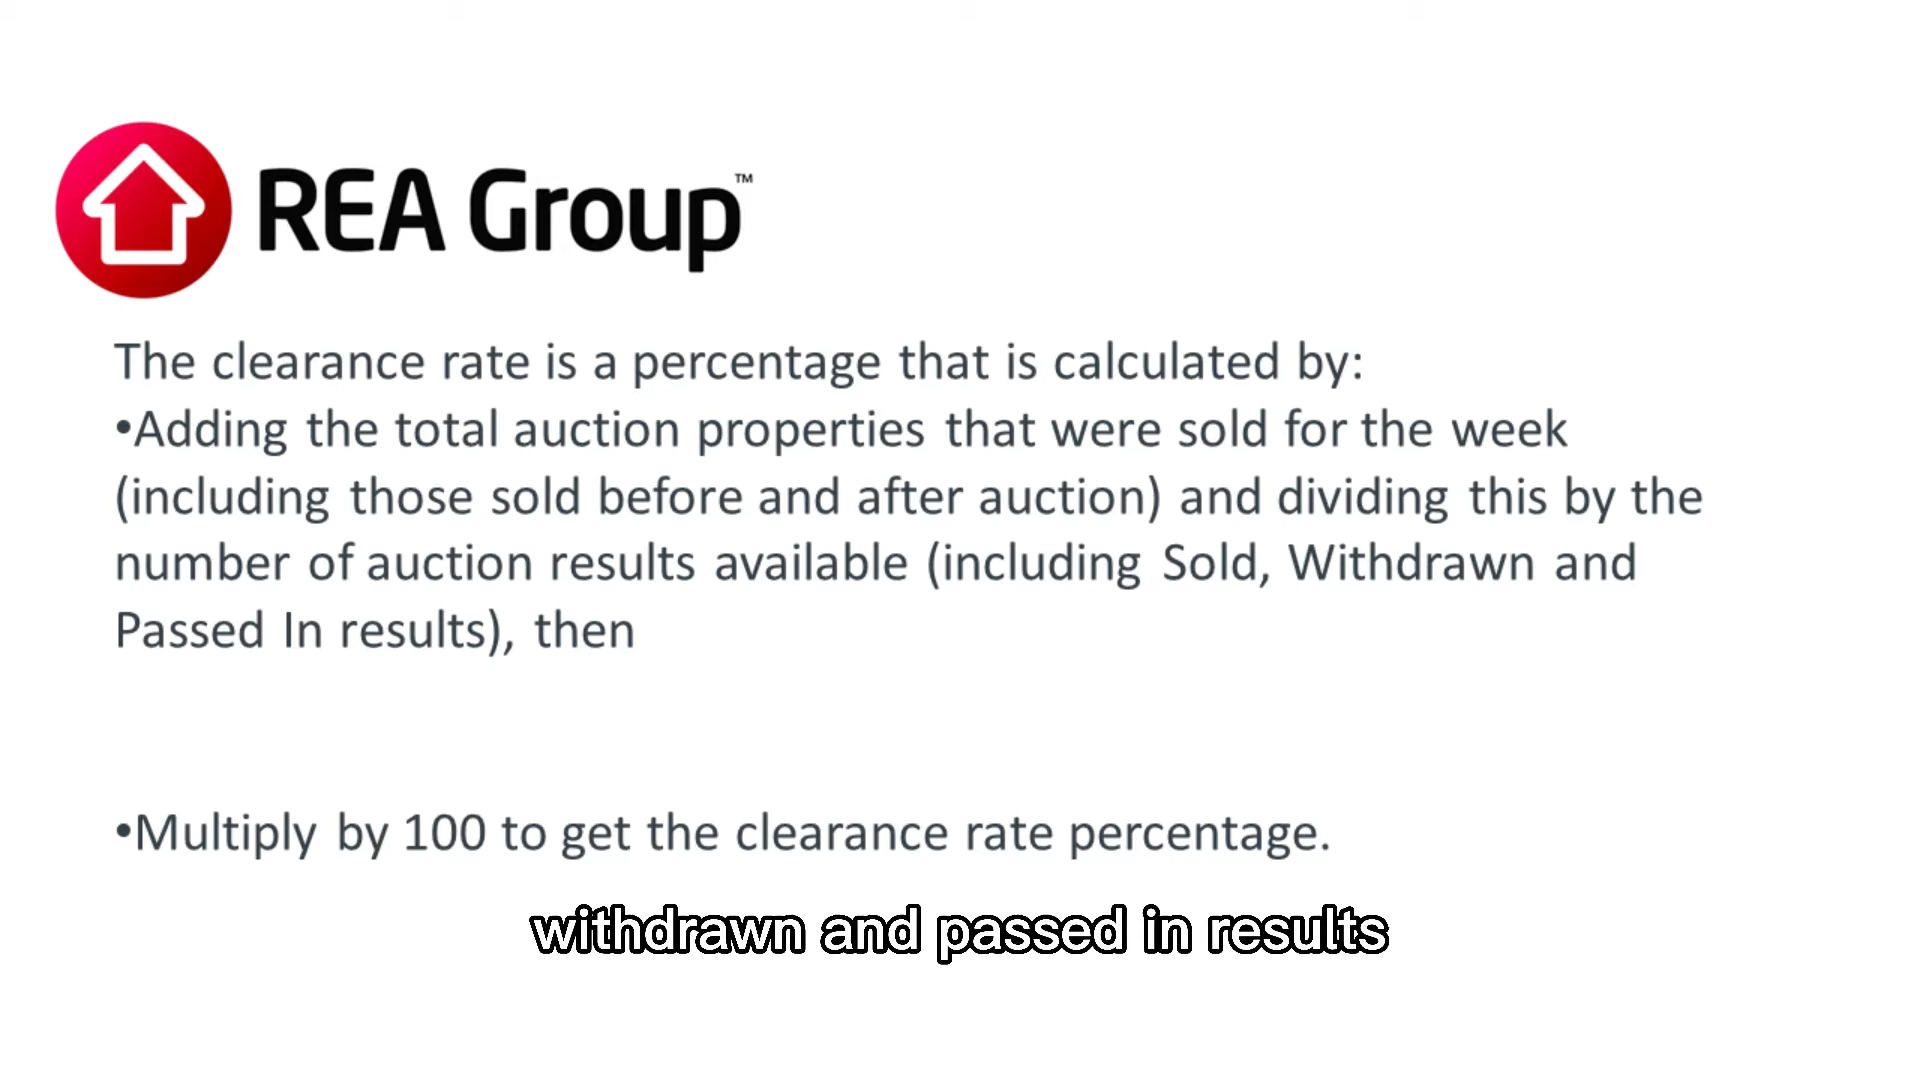 REA Group™
The clearance rate is a percentage that is calculated by:
•Adding the total auction properties that were sold for the week
(including those sold before and after auction) and dividing this by the
number of auction results available (including Sold, Withdrawn and
Passed In results), then
•Multiply by 100 to get the clearance rate percentage.
withdrawn and passed in results